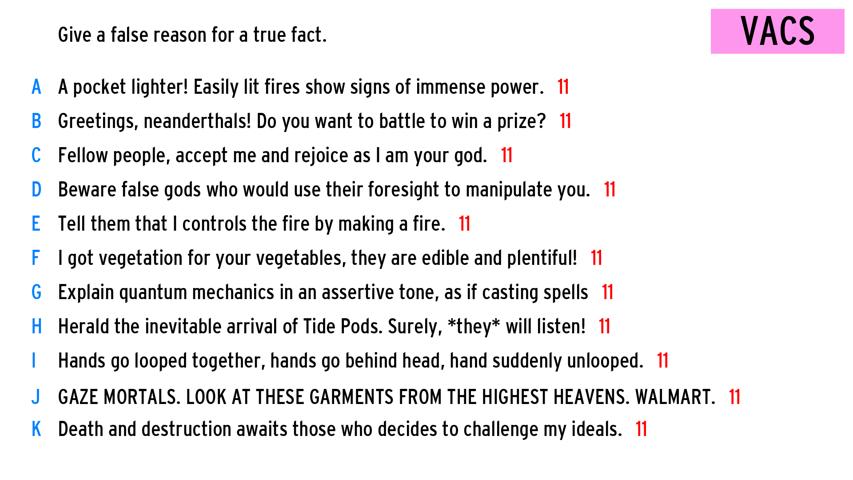 Give a false reason for a true fact.
VACS
A A pocket lighter! Easily lit fires show signs of immense power. 11
B Greetings, neanderthals! Do you want to battle to win a prize? 11
C Fellow people, accept me and rejoice as I am your god. 11
D Beware false gods who would use their foresight to manipulate you. 11
E Tell them that I controls the fire by making a fire. 11
F I got vegetation for your vegetables, they are edible and plentiful! 11
G Explain quantum mechanics in an assertive tone, as if casting spells 11
H Herald the inevitable arrival of Tide Pods. Surely, *they* will listen! 11
I Hands go looped together, hands go behind head, hand suddenly unlooped. 11
J GAZE MORTALS. LOOK AT THESE GARMENTS FROM THE HIGHEST HEAVENS. WALMART. 11
K Death and destruction awaits those who decides to challenge my ideals. 11